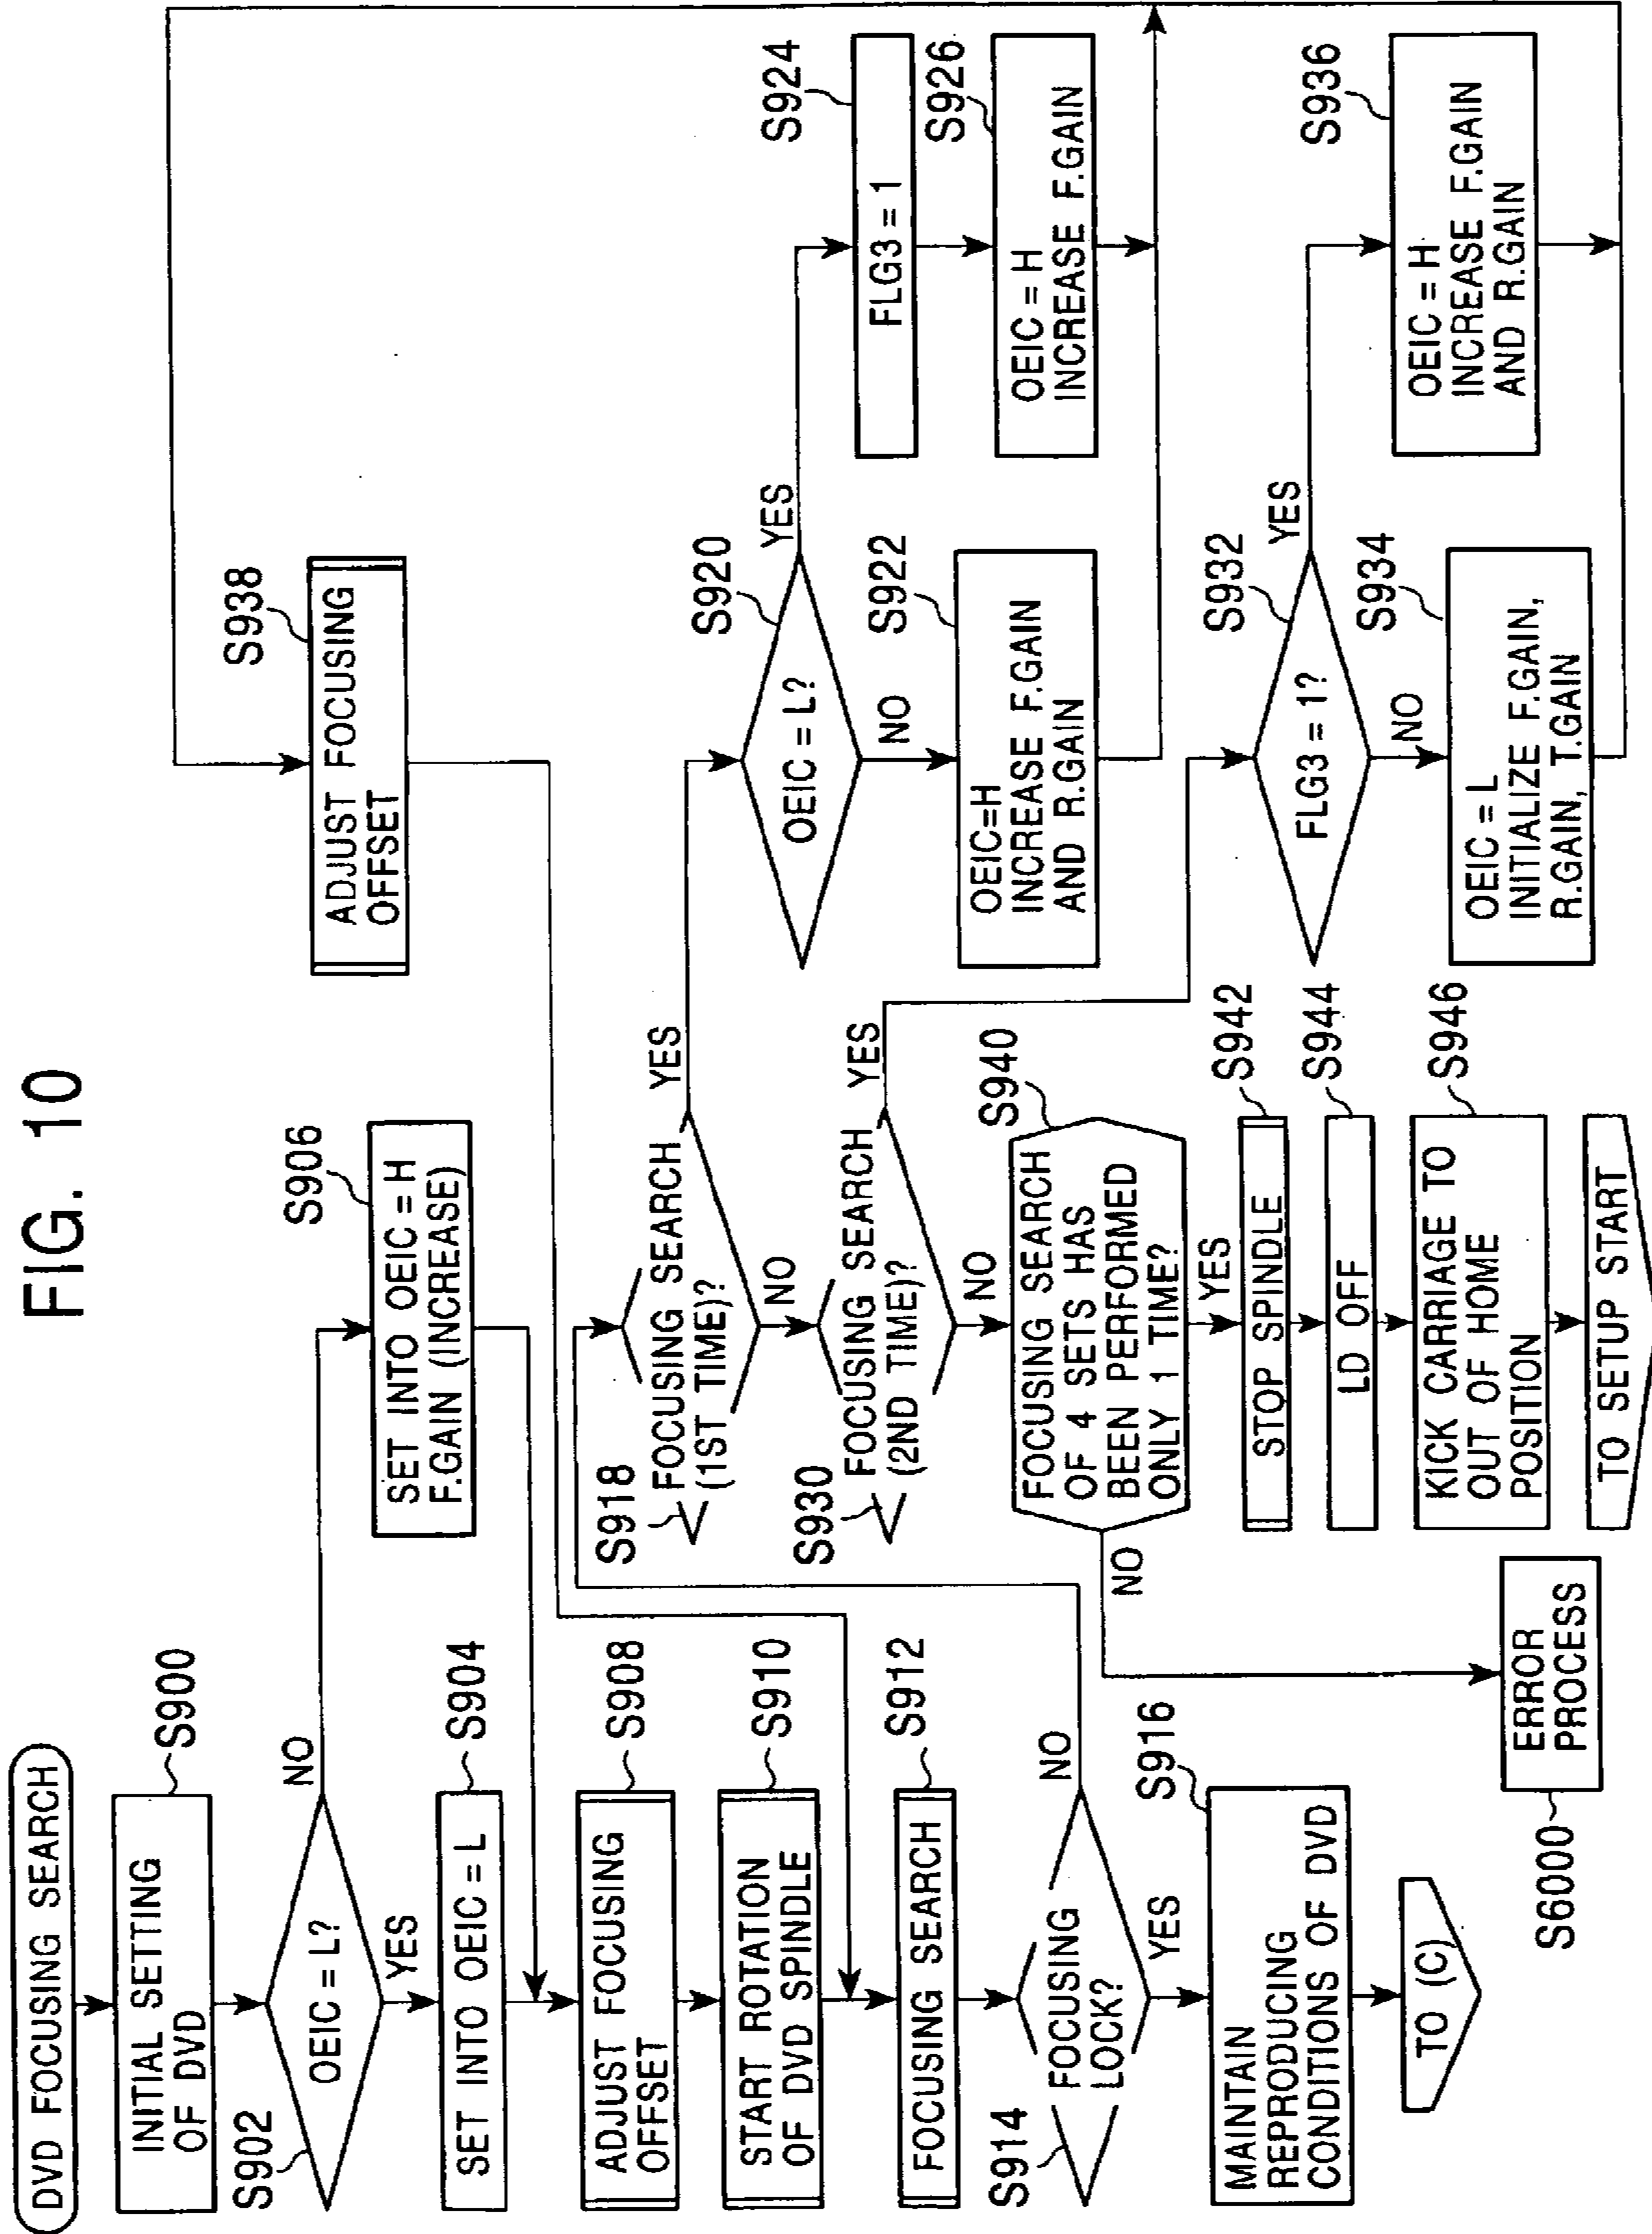 FIG. 10
DVD FOCUSING SEARCH
INITIAL SETTING
OF DVD
S900
S902
OEIC = L?
NO
YES
SET INTO OEIC = L
S904
SET INTO OEIC = H
F.GAIN (INCREASE)
S906
ADJUST FOCUSING
OFFSET
S908
START ROTATION
OF DVD SPINDLE
S910
FOCUSING SEARCH
S912
S914
FOCUSING
LOCK?
NO
YES
MAINTAIN
REPRODUCING
CONDITIONS OF DVD
S916
TO (C)
S918
FOCUSING SEARCH
(1ST TIME)?
YES
NO
S930
FOCUSING SEARCH
(2ND TIME)?
YES
NO
FOCUSING SEARCH
OF 4 SETS HAS
BEEN PERFORMED
ONLY 1 TIME?
S940
NO
YES
STOP SPINDLE
S942
LD OFF
S944
KICK CARRIAGE TO
OUT OF HOME
POSITION
S946
TO SETUP START
ERROR
PROCESS
S6000
ADJUST FOCUSING
OFFSET
S938
OEIC = L?
S920
YES
NO
OEIC=H
INCREASE F.GAIN
AND R.GAIN
S922
FLG3 = 1
S924
OEIC = H
INCREASE F.GAIN
S926
FLG3 = 1?
S932
YES
NO
OEIC = L
INITIALIZE F.GAIN,
R.GAIN, T.GAIN
S934
OEIC = H
INCREASE F.GAIN
AND R.GAIN
S936